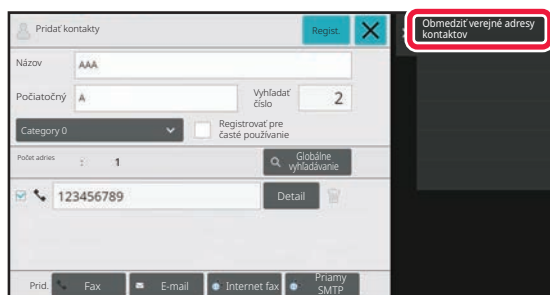 Pridať kontakty
Regist.
Obmedziť verejné adresy
kontaktov
Názov
AAA
Počiatočný
A
Vyhľadať
číslo
2
Category 0
Registrovať pre
časté používanie
Počet adries : 1
Globálne
vyhľadávanie
123456789
Detail
Prid.
Fax
E-mail
Internet fax
Priamy
SMTP